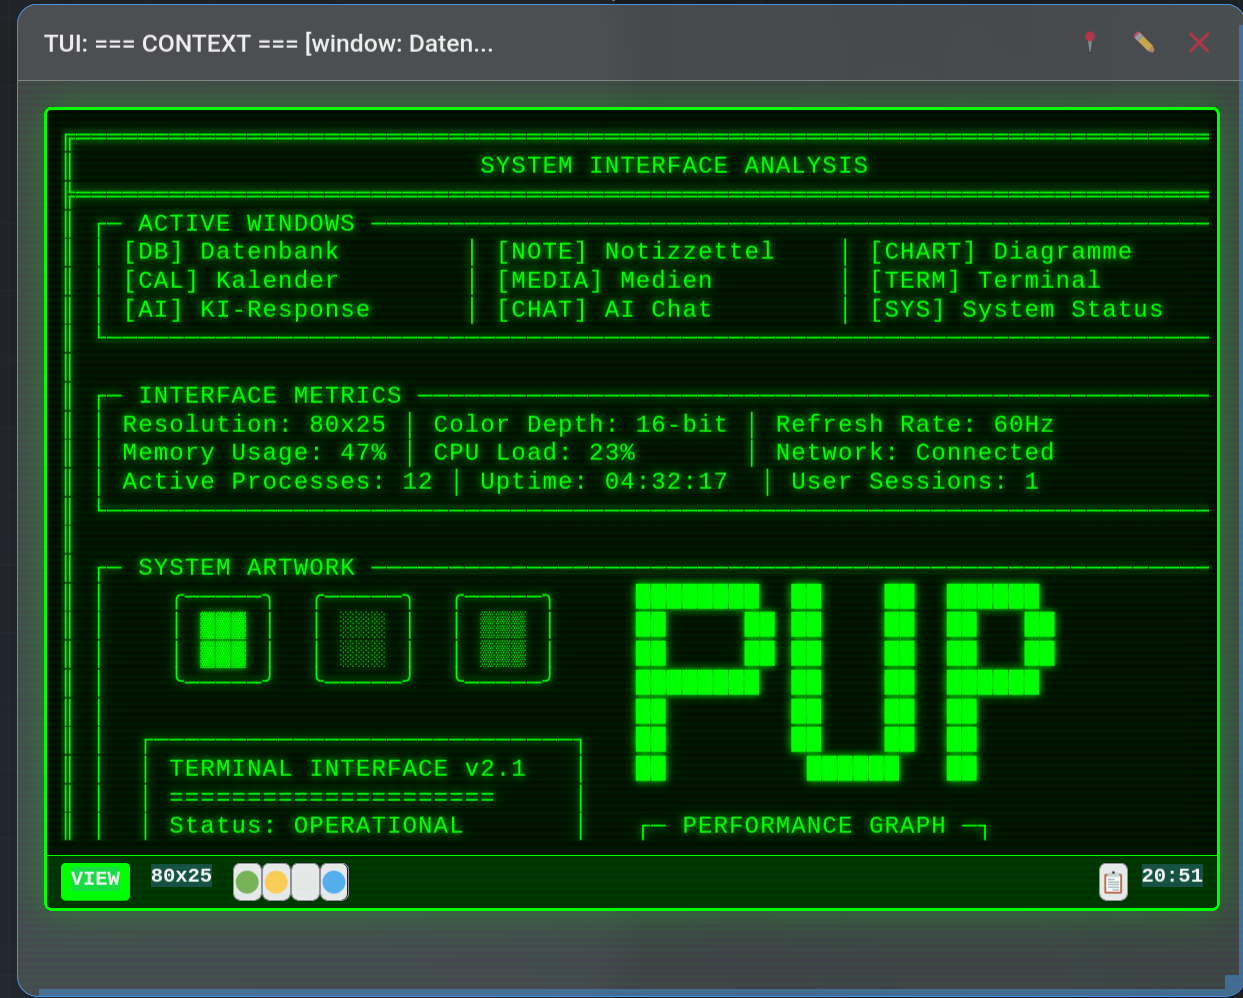 TUI: === CONTEXT === [window: Daten...
SYSTEM INTERFACE ANALYSIS
ACTIVE WINDOWS
[DB] Datenbank │ [NOTE] Notizzettel │ [CHART] Diagramme
[CAL] Kalender │ [MEDIA] Medien │ [TERM] Terminal
[AI] KI-Response │ [CHAT] AI Chat │ [SYS] System Status
INTERFACE METRICS
Resolution: 80x25 │ Color Depth: 16-bit │ Refresh Rate: 60Hz
Memory Usage: 47% │ CPU Load: 23% │ Network: Connected
Active Processes: 12 │ Uptime: 04:32:17 │ User Sessions: 1
SYSTEM ARTWORK
PUP
TERMINAL INTERFACE v2.1
=====================
Status: OPERATIONAL
PERFORMANCE GRAPH
VIEW 80x25 20:51